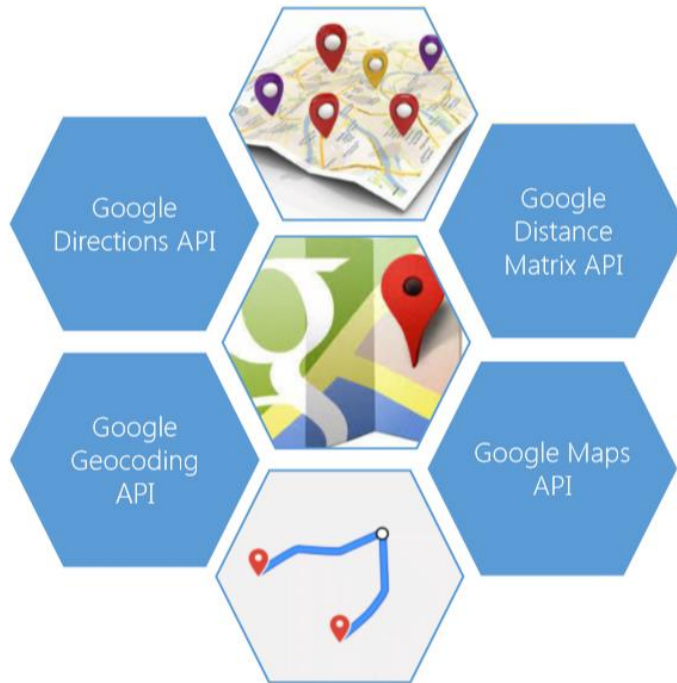 Google
Directions API
Google
Distance
Matrix API
Google
Geocoding
API
Google Maps
API